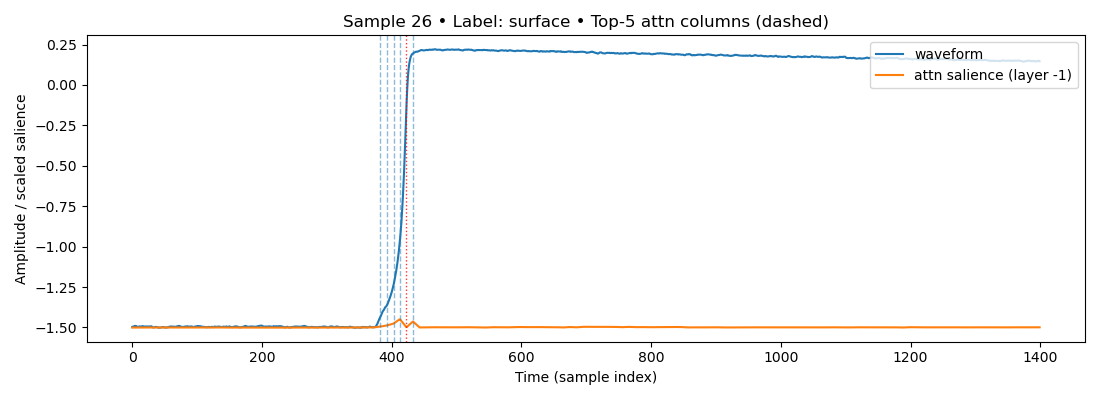 Sample 26 • Label: surface • Top-5 attn columns (dashed)
waveform
attn salience (layer -1)
Amplitude / scaled salience
0.25
0.00
−0.25
−0.50
−0.75
−1.00
−1.25
−1.50
0 200 400 600 800 1000 1200 1400
Time (sample index)